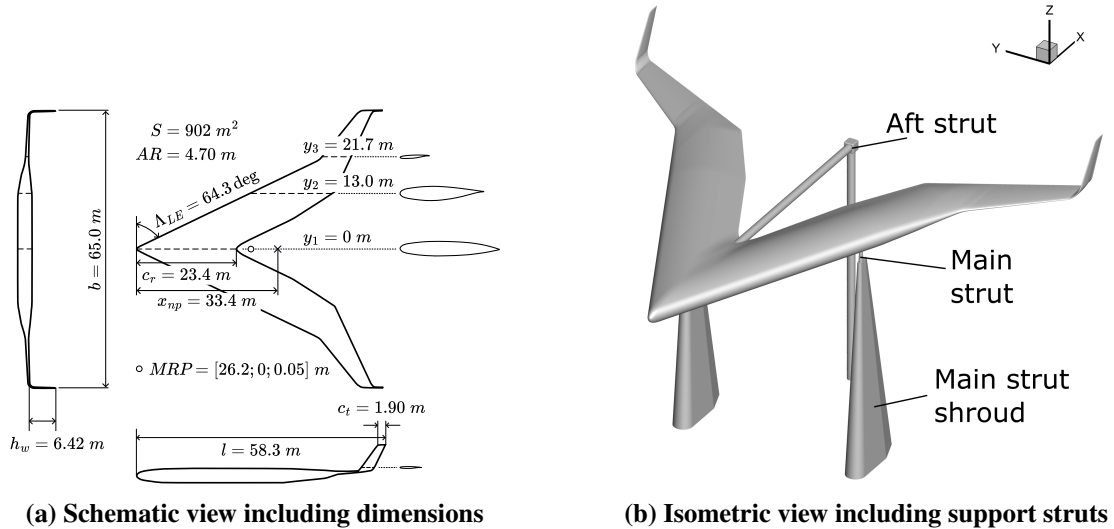 S = 902 m²
AR = 4.70 m
Λ_LE = 64.3 deg
y₃ = 21.7 m
y₂ = 13.0 m
y₁ = 0 m
b = 65.0 m
c_r = 23.4 m
x_np = 33.4 m
MRP = [26.2; 0; 0.05] m
c_t = 1.90 m
h_w = 6.42 m
l = 58.3 m
(a) Schematic view including dimensions
Z
Y
X
Aft strut
Main
strut
Main strut
shroud
(b) Isometric view including support struts